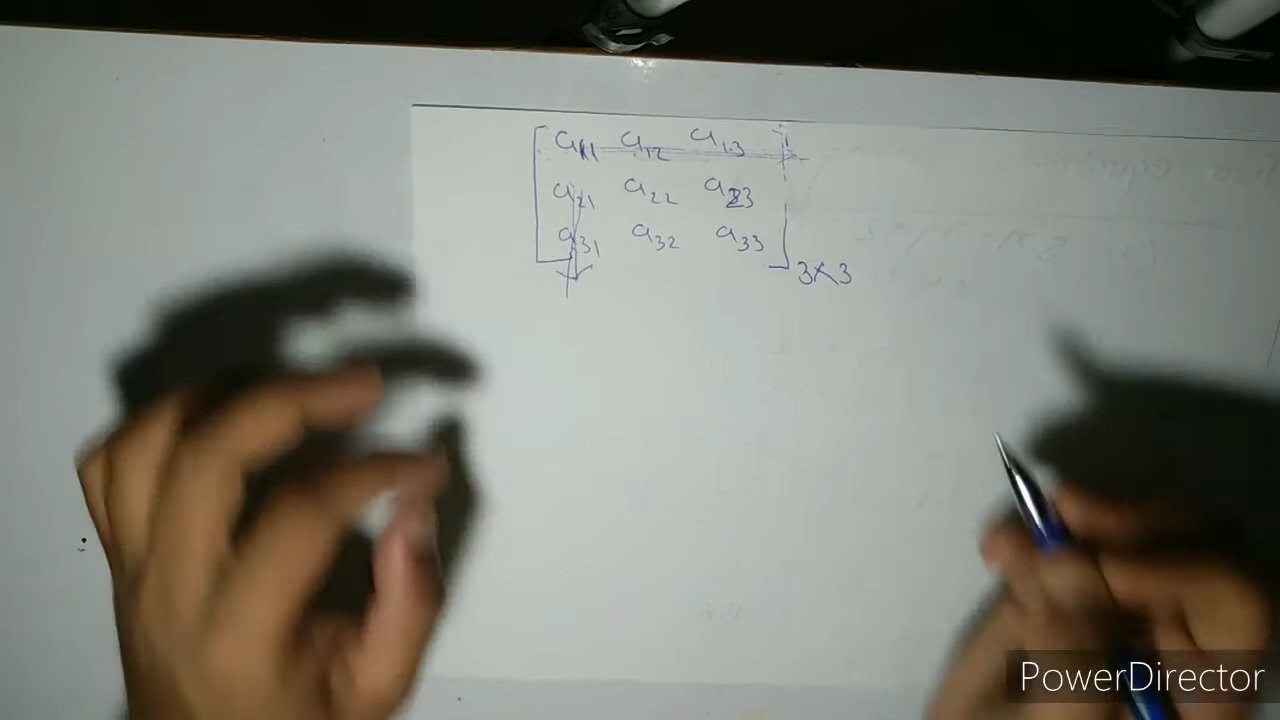 a11 a12 a13
a21 a22 a23
a31 a32 a33
3×3
PowerDirector